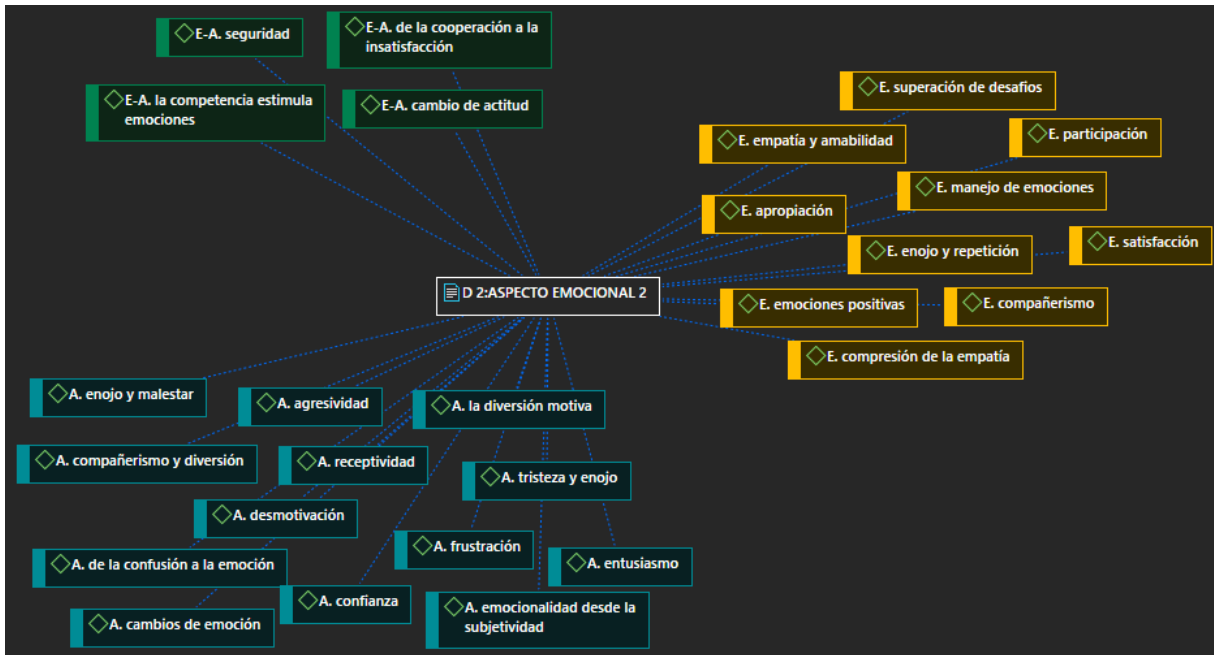 E-A. seguridad
E-A. de la cooperación a la
insatisfacción
E-A. la competencia estimula
emociones
E-A. cambio de actitud
E. superación de desafios
E. empatía y amabilidad
E. participación
E. manejo de emociones
E. apropiación
E. enojo y repetición
E. satisfacción
D 2:ASPECTO EMOCIONAL 2
E. emociones positivas
E. compañerismo
E. compresión de la empatía
A. enojo y malestar
A. agresividad
A. la diversión motiva
A. compañerismo y diversión
A. receptividad
A. tristeza y enojo
A. desmotivación
A. frustración
A. de la confusión a la emoción
A. entusiasmo
A. confianza
A. emocionalidad desde la
subjetividad
A. cambios de emoción